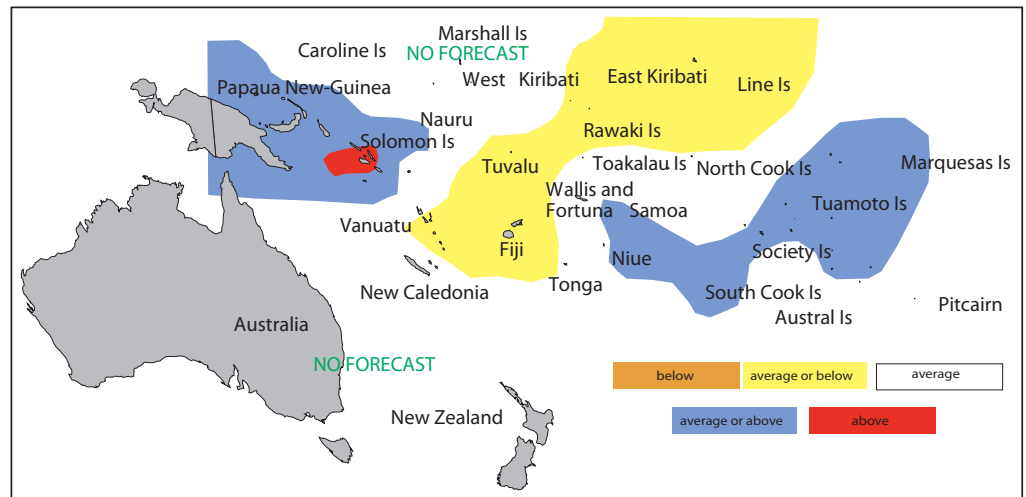 Marshall Is
Caroline Is
NO FORECAST
West Kiribati
East Kiribati
Line Is
Papaua New-Guinea
Nauru
Solomon Is
Rawaki Is
Tuvalu
Toakalau Is
North Cook Is
Marquesas Is
Wallis and
Fortuna
Samoa
Tuamoto Is
Vanuatu
Fiji
Niue
Society Is
Tonga
New Caledonia
South Cook Is
Austral Is
Pitcairn
Australia
NO FORECAST
below
average or below
average
New Zealand
average or above
above